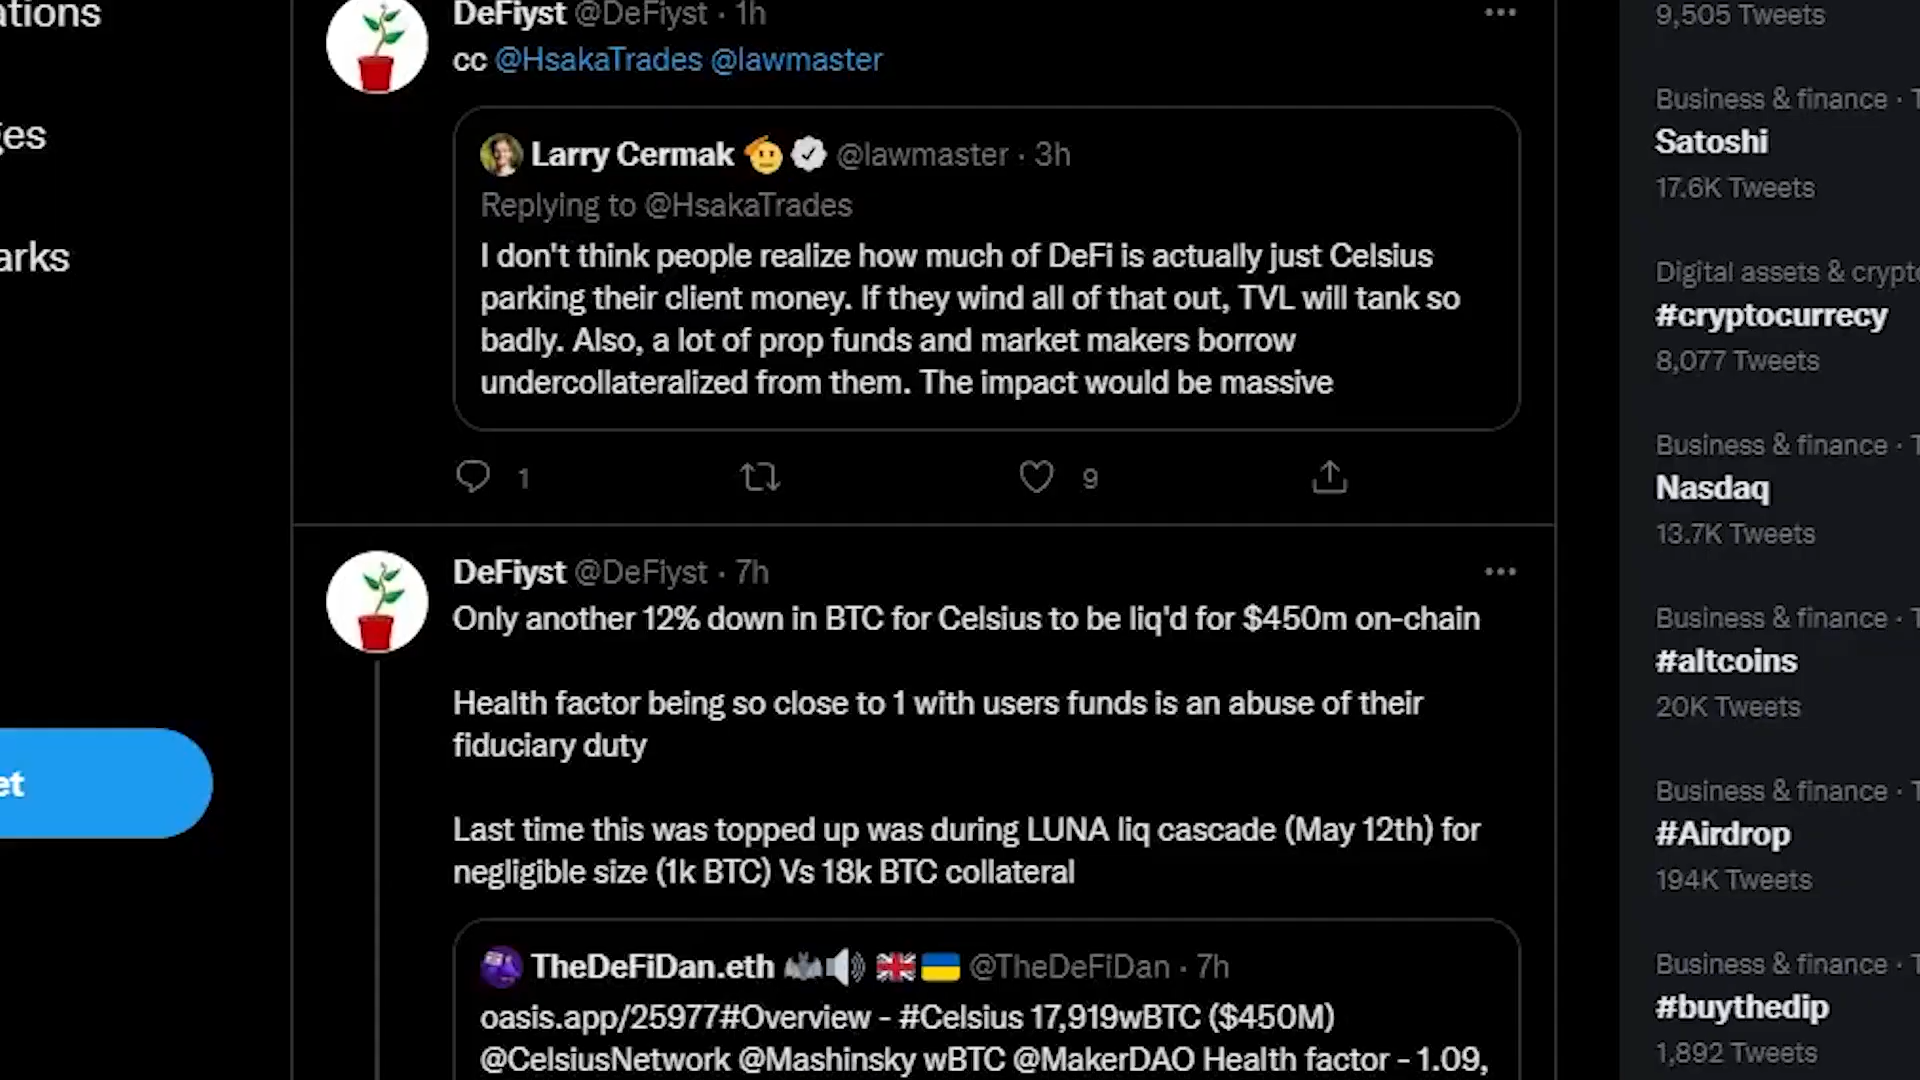 ations
ges
arks
et
DeFiyst @DeFiyst · 1h
cc @HsakaTrades @lawmaster
Larry Cermak @lawmaster · 3h
Replying to @HsakaTrades
I don't think people realize how much of DeFi is actually just Celsius
parking their client money. If they wind all of that out, TVL will tank so
badly. Also, a lot of prop funds and market makers borrow
undercollateralized from them. The impact would be massive
1
9
DeFiyst @DeFiyst · 7h
Only another 12% down in BTC for Celsius to be liq'd for $450m on-chain
Health factor being so close to 1 with users funds is an abuse of their
fiduciary duty
Last time this was topped up was during LUNA liq cascade (May 12th) for
negligible size (1k BTC) Vs 18k BTC collateral
TheDeFiDan.eth @TheDeFiDan · 7h
oasis.app/25977#Overview - #Celsius 17,919wBTC ($450M)
@CelsiusNetwork @Mashinsky wBTC @MakerDAO Health factor - 1.09,
9,505 Tweets
Business & finance · T
Satoshi
17.6K Tweets
Digital assets & crypto
#cryptocurrecy
8,077 Tweets
Business & finance · T
Nasdaq
13.7K Tweets
Business & finance · T
#altcoins
20K Tweets
Business & finance · T
#Airdrop
194K Tweets
Business & finance · T
#buythedip
1,892 Tweets